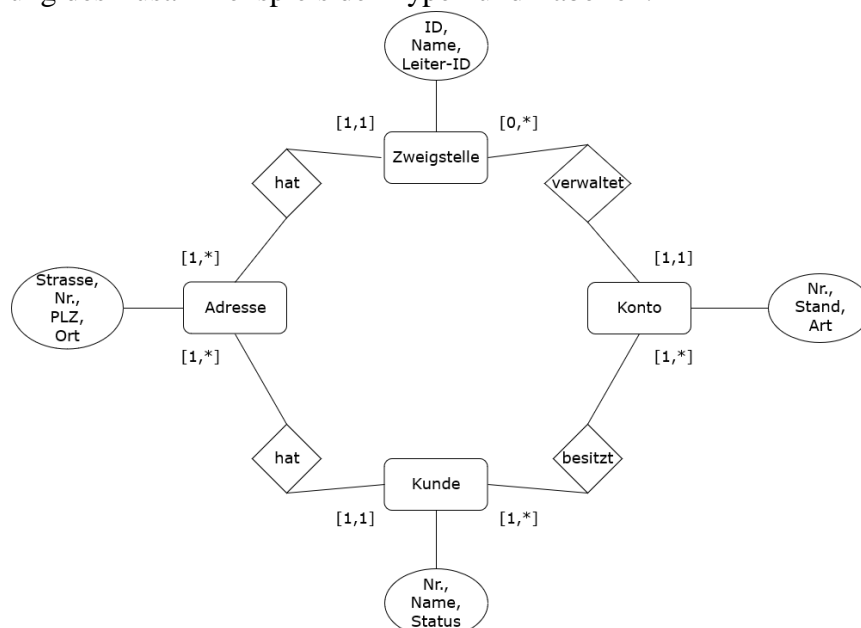 ID,
Name,
Leiter-ID
[1,1]
[0,*]
Zweigstelle
hat
verwaltet
[1,*]
[1,1]
Strasse,
Nr.,
PLZ,
Ort
Adresse
Konto
Nr.,
Stand,
Art
[1,*]
[1,*]
hat
besitzt
Kunde
[1,1]
[1,*]
Nr.,
Name,
Status